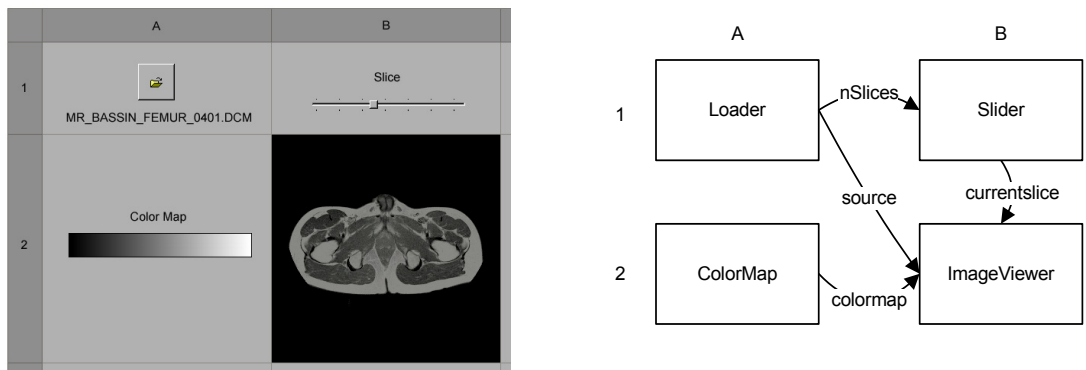 A B
1
MR_BASSIN_FEMUR_0401.DCM
Slice
2
Color Map
A B
1
Loader
nSlices
Slider
source
currentslice
2
ColorMap
colormap
ImageViewer